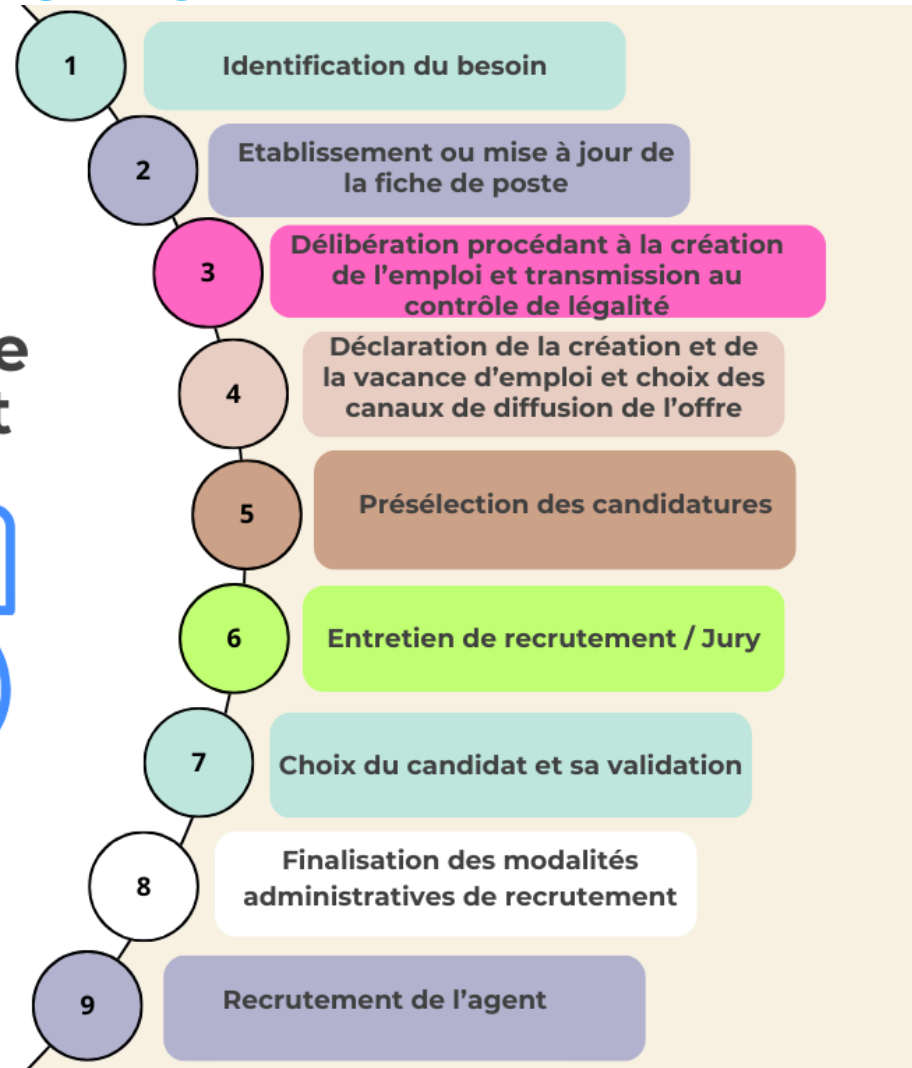 1
Identification du besoin
2
Etablissement ou mise à jour de
la fiche de poste
3
Délibération procédant à la création
de l'emploi et transmission au
contrôle de légalité
4
Déclaration de la création et de
la vacance d'emploi et choix des
canaux de diffusion de l'offre
5
Présélection des candidatures
6
Entretien de recrutement / Jury
7
Choix du candidat et sa validation
8
Finalisation des modalités
administratives de recrutement
9
Recrutement de l'agent